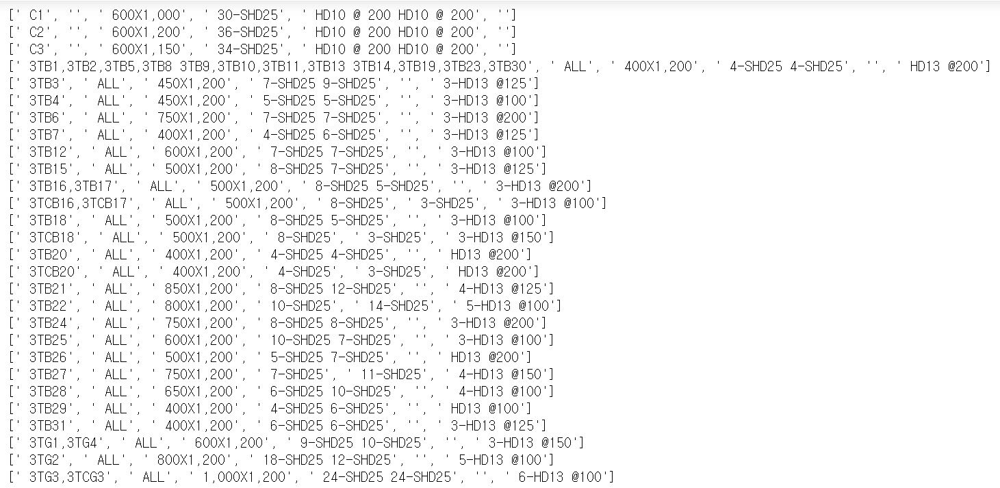 [' C1', '', ' 600X1,000', ' 30-SHD25', ' HD10 @ 200 HD10 @ 200', '']
[' C2', '', ' 600X1,200', ' 36-SHD25', ' HD10 @ 200 HD10 @ 200', '']
[' C3', '', ' 600X1,150', ' 34-SHD25', ' HD10 @ 200 HD10 @ 200', '']
[' 3TB1,3TB2,3TB5,3TB8 3TB9,3TB10,3TB11,3TB13 3TB14,3TB19,3TB23,3TB30', ' ALL', ' 400X1,200', ' 4-SHD25 4-SHD25', '', ' HD13 @200']
[' 3TB3', ' ALL', ' 450X1,200', ' 7-SHD25 9-SHD25', '', ' 3-HD13 @125']
[' 3TB4', ' ALL', ' 450X1,200', ' 5-SHD25 5-SHD25', '', ' 3-HD13 @100']
[' 3TB6', ' ALL', ' 750X1,200', ' 7-SHD25 7-SHD25', '', ' 3-HD13 @200']
[' 3TB7', ' ALL', ' 400X1,200', ' 4-SHD25 6-SHD25', '', ' 3-HD13 @125']
[' 3TB12', ' ALL', ' 600X1,200', ' 7-SHD25 7-SHD25', '', ' 3-HD13 @100']
[' 3TB15', ' ALL', ' 500X1,200', ' 8-SHD25 7-SHD25', '', ' 3-HD13 @125']
[' 3TB16,3TB17', ' ALL', ' 500X1,200', ' 8-SHD25 5-SHD25', '', ' 3-HD13 @200']
[' 3TCB16,3TCB17', ' ALL', ' 500X1,200', ' 8-SHD25', ' 3-SHD25', ' 3-HD13 @100']
[' 3TB18', ' ALL', ' 500X1,200', ' 8-SHD25 5-SHD25', '', ' 3-HD13 @100']
[' 3TCB18', ' ALL', ' 500X1,200', ' 8-SHD25', ' 3-SHD25', ' 3-HD13 @150']
[' 3TB20', ' ALL', ' 400X1,200', ' 4-SHD25 4-SHD25', '', ' HD13 @200']
[' 3TCB20', ' ALL', ' 400X1,200', ' 4-SHD25', ' 3-SHD25', ' HD13 @200']
[' 3TB21', ' ALL', ' 850X1,200', ' 8-SHD25 12-SHD25', '', ' 4-HD13 @125']
[' 3TB22', ' ALL', ' 800X1,200', ' 10-SHD25', ' 14-SHD25', ' 5-HD13 @100']
[' 3TB24', ' ALL', ' 750X1,200', ' 8-SHD25 8-SHD25', '', ' 3-HD13 @200']
[' 3TB25', ' ALL', ' 600X1,200', ' 10-SHD25 7-SHD25', '', ' 3-HD13 @100']
[' 3TB26', ' ALL', ' 500X1,200', ' 5-SHD25 7-SHD25', '', ' HD13 @200']
[' 3TB27', ' ALL', ' 750X1,200', ' 7-SHD25', ' 11-SHD25', ' 4-HD13 @150']
[' 3TB28', ' ALL', ' 650X1,200', ' 6-SHD25 10-SHD25', '', ' 4-HD13 @100']
[' 3TB29', ' ALL', ' 400X1,200', ' 4-SHD25 6-SHD25', '', ' HD13 @100']
[' 3TB31', ' ALL', ' 400X1,200', ' 6-SHD25 6-SHD25', '', ' 3-HD13 @125']
[' 3TG1,3TG4', ' ALL', ' 600X1,200', ' 9-SHD25 10-SHD25', '', ' 3-HD13 @150']
[' 3TG2', ' ALL', ' 800X1,200', ' 18-SHD25 12-SHD25', '', ' 5-HD13 @100']
[' 3TG3,3TCG3', ' ALL', ' 1,000X1,200', ' 24-SHD25 24-SHD25', '', ' 6-HD13 @100']